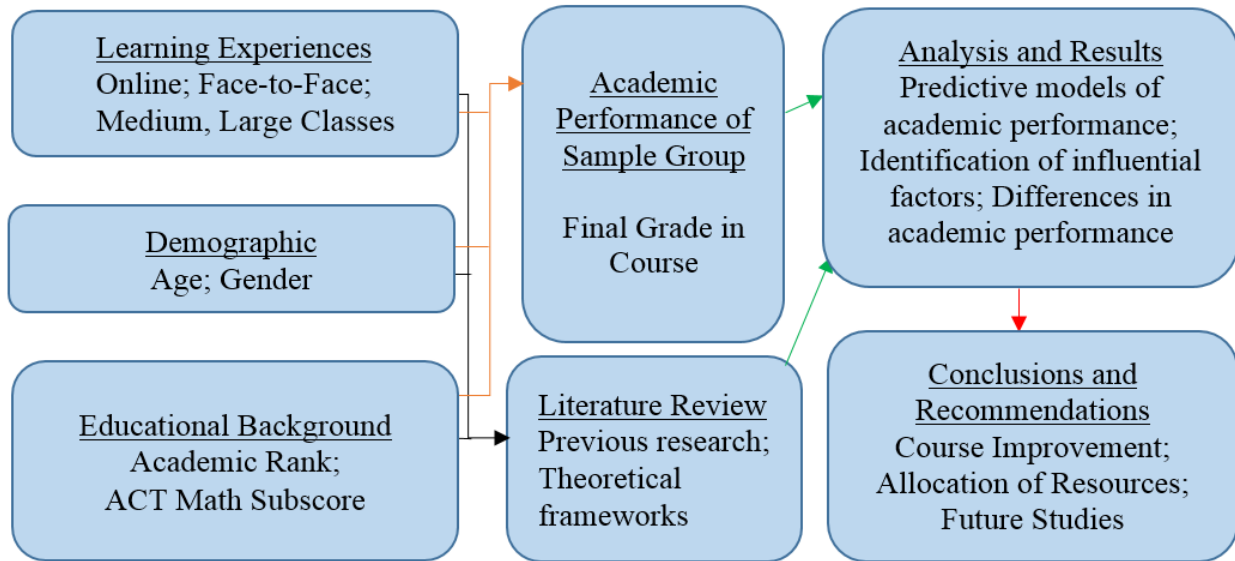 Learning Experiences
Online; Face-to-Face;
Medium, Large Classes
Demographic
Age; Gender
Educational Background
Academic Rank;
ACT Math Subscore
Academic
Performance of
Sample Group
Final Grade in
Course
Literature Review
Previous research;
Theoretical
frameworks
Analysis and Results
Predictive models of
academic performance;
Identification of influential
factors; Differences in
academic performance
Conclusions and
Recommendations
Course Improvement;
Allocation of Resources;
Future Studies